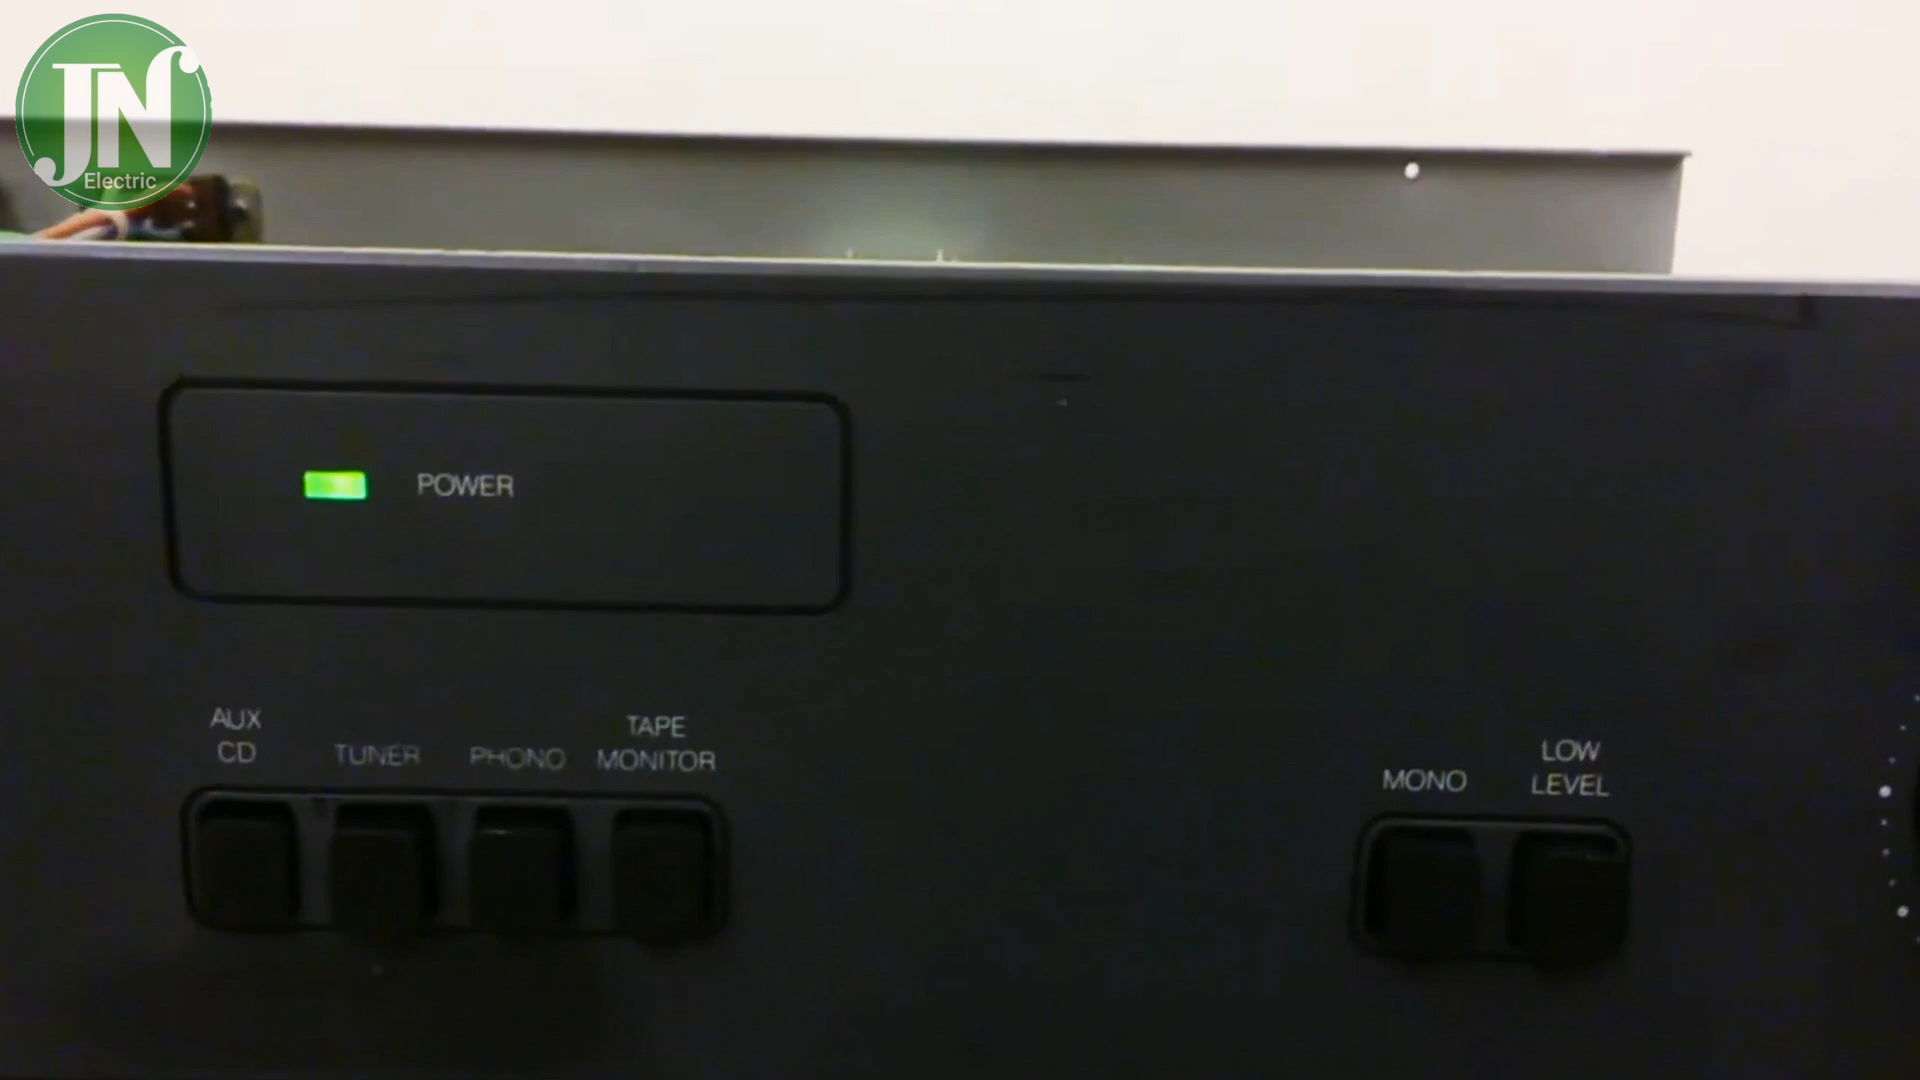 JN
Electric
POWER
AUX
CD
TUNER
PHONO
TAPE
MONITOR
MONO
LOW
LEVEL